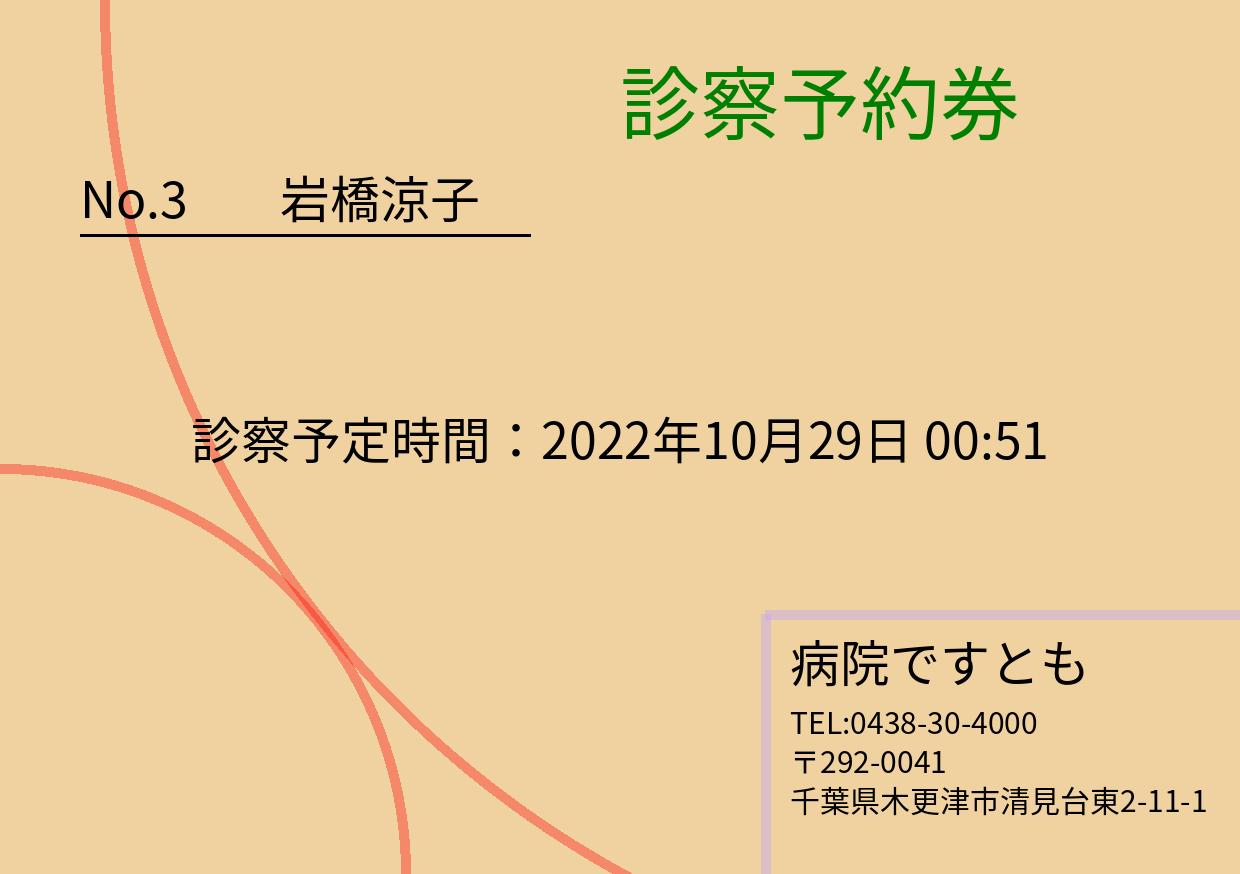 診察予約券
No.3　　岩橋涼子
診察予定時間：2022年10月29日 00:51
病院ですとも
TEL:0438-30-4000
〒292-0041
千葉県木更津市清見台東2-11-1